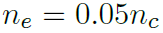 n_e = 0.05n_c